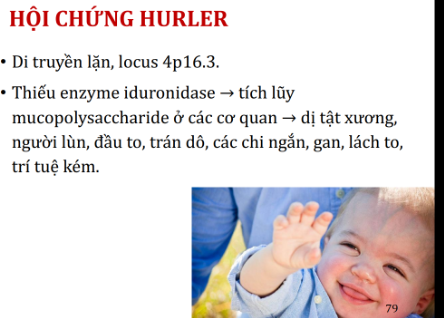 HỘI CHỨNG HURLER
• Di truyền lặn, locus 4p16.3.
• Thiếu enzyme iduronidase → tích lũy
mucopolysaccharide ở các cơ quan → dị tật xương,
người lùn, đầu to, trán dô, các chi ngắn, gan, lách to,
trí tuệ kém.
79